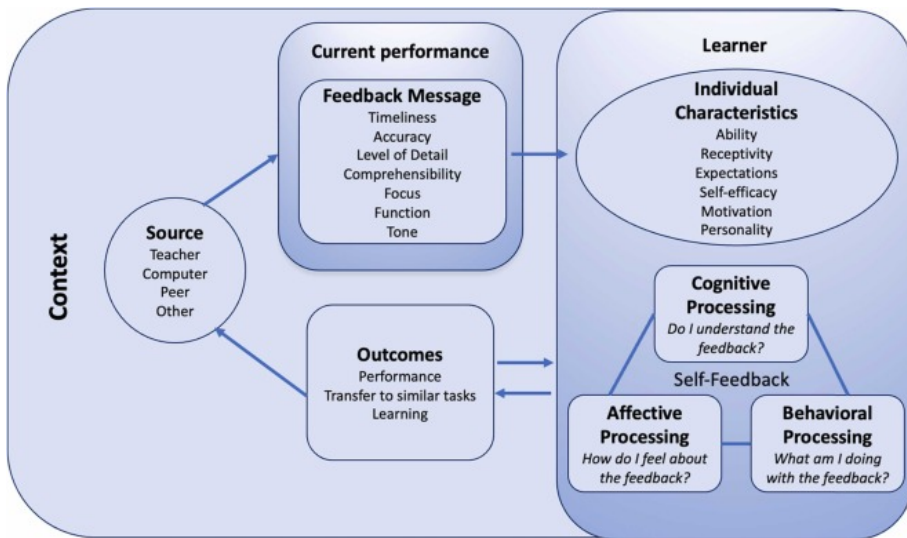 Context
Source
Teacher
Computer
Peer
Other
Current performance
Feedback Message
Timeliness
Accuracy
Level of Detail
Comprehensibility
Focus
Function
Tone
Outcomes
Performance
Transfer to similar tasks
Learning
Learner
Individual
Characteristics
Ability
Receptivity
Expectations
Self-efficacy
Motivation
Personality
Cognitive
Processing
Do I understand the
feedback?
Self-Feedback
Affective
Processing
How do I feel about
the feedback?
Behavioral
Processing
What am I doing
with the feedback?